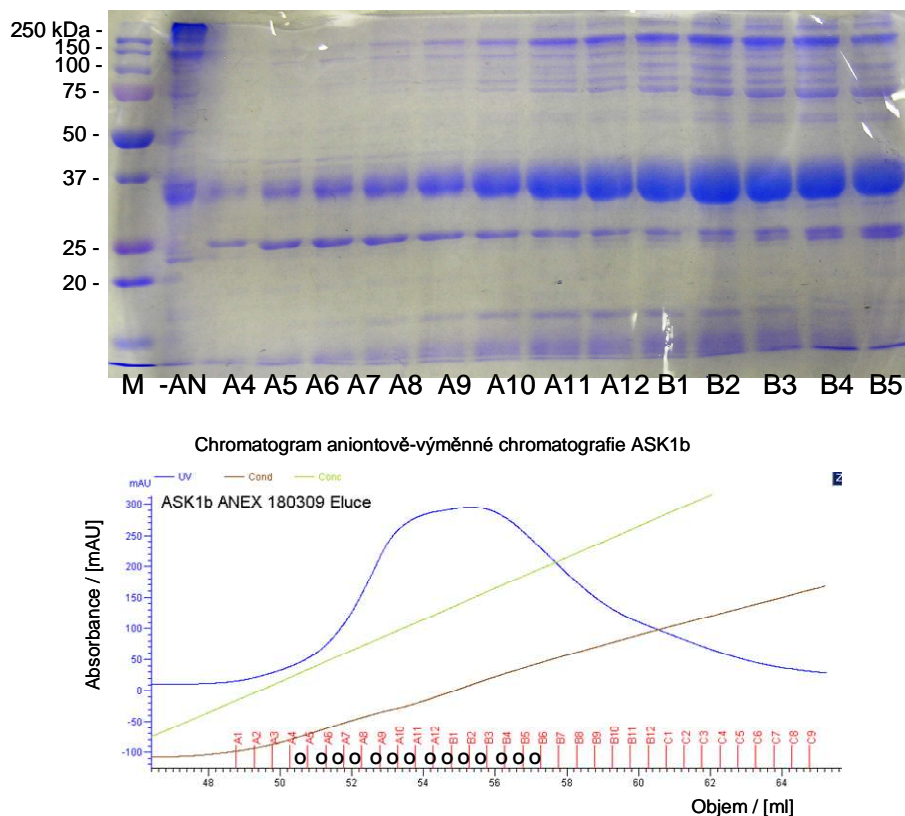 250 kDa -
150 -
100 -
75 -
50 -
37 -
25 -
20 -
M -AN A4 A5 A6 A7 A8 A9 A10 A11 A12 B1 B2 B3 B4 B5
Chromatogram aniontově-výměnné chromatografie ASK1b
mAU UV Cond Conc
Z
ASK1b ANEX 180309 Eluce
300
250
200
150
100
50
0
-50
-100
Absorbance / [mAU]
A1 A2 A3 A4 A5 A6 A7 A8 A9 A10 A11 A12 B1 B2 B3 B4 B5 B6 B7 B8 B9 B10 B11 B12 C1 C2 C3 C4 C5 C6 C7 C8 C9
O O O O O O O O O O O O O O O
48 50 52 54 56 58 60 62 64
Objem / [ml]